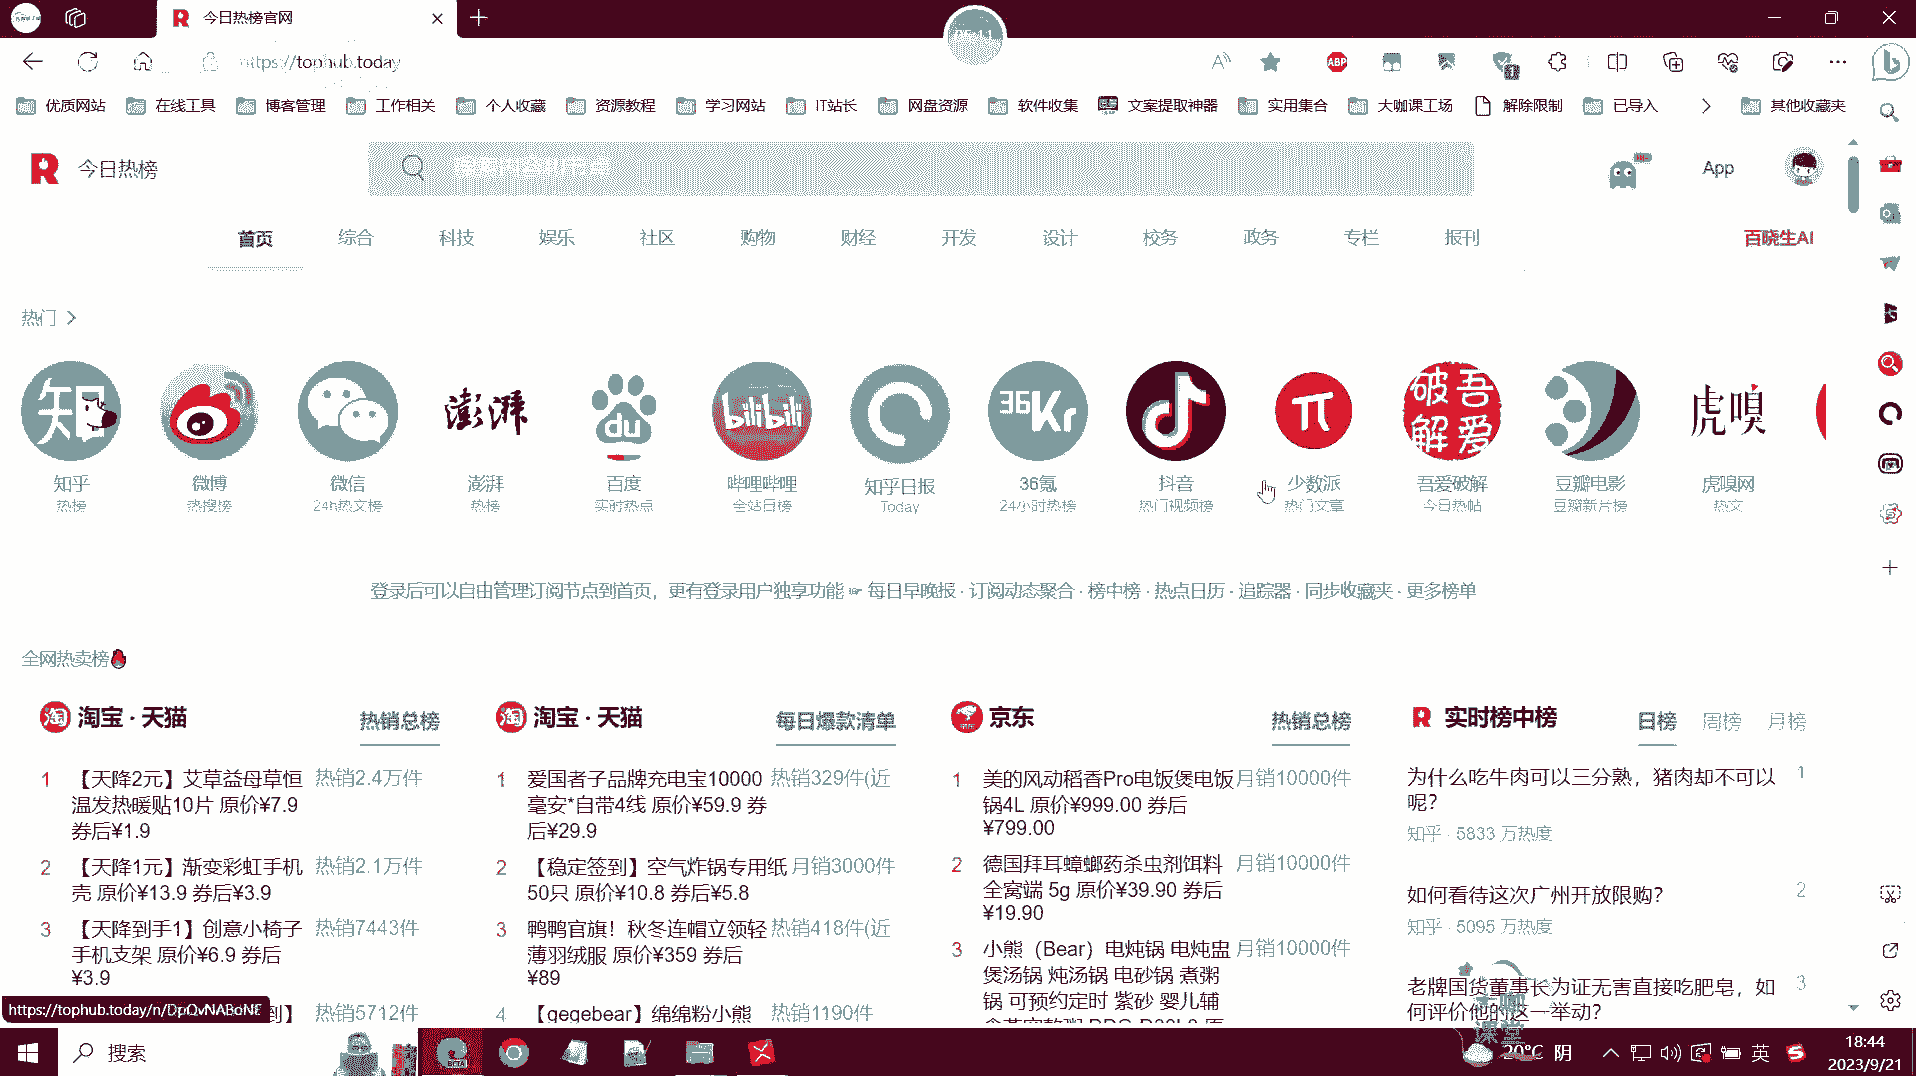 今日热榜官网
https://tophub.today
优质网站 在线工具 博客管理 工作相关 个人收藏 资源教程 学习网站 IT站长 网盘资源 软件收集 文案提取神器 实用集合 大咖课工场 解除限制 已导入 其他收藏夹
今日热榜
App
首页 综合 科技 娱乐 社区 购物 财经 开发 设计 校务 政务 专栏 报刊 百晓生AI
热门
知 澎湃 du bilibili 36Kr π 吾爱破解 虎嗅
知乎 微博 微信 澎湃 百度 哔哩哔哩 知乎日报 36氪 抖音 少数派 吾爱破解 豆瓣电影 虎嗅网
热榜 热搜榜 24h热文榜 热榜 实时热点 全站日榜 Today 24小时热榜 热门视频榜 热门文章 今日热帖 豆瓣新片榜 热文
登录后可以自由管理订阅节点到首页，更有登录用户独享功能 ☞ 每日早晚报 · 订阅动态聚合 · 榜中榜 · 热点日历 · 追踪器 · 同步收藏夹 · 更多榜单
全网热卖榜
淘 淘宝 · 天猫 热销总榜
1 【天降2元】艾草益母草恒 热销2.4万件
温发热暖贴10片 原价¥7.9
券后¥1.9
2 【天降1元】渐变彩虹手机 热销2.1万件
壳 原价¥13.9 券后¥3.9
3 【天降到手1】创意小椅子 热销7443件
手机支架 原价¥6.9 券后
¥3.9
到】 热销5712件
淘 淘宝 · 天猫 每日爆款清单
1 爱国者子品牌充电宝10000 热销329件(近
毫安*自带4线 原价¥59.9 券
后¥29.9
2 【稳定签到】空气炸锅专用纸 月销3000件
50只 原价¥10.8 券后¥5.8
3 鸭鸭官旗！秋冬连帽立领轻 热销418件(近
薄羽绒服 原价¥359 券后
¥89
4 【gegebear】绵绵粉小熊 热销1190件
京东 热销总榜
1 美的风动稻香Pro电饭煲电饭 月销10000件
锅4L 原价¥999.00 券后
¥799.00
2 德国拜耳蟑螂药杀虫剂饵料 月销10000件
全窝端 5g 原价¥39.90 券后
¥19.90
3 小熊（Bear）电炖锅 电炖盅 月销10000件
煲汤锅 炖汤锅 电砂锅 煮粥
锅 可预约定时 紫砂 婴儿辅
实时榜中榜 日榜 周榜 月榜
为什么吃牛肉可以三分熟，猪肉却不可以 1
呢？
知乎 · 5833 万热度
如何看待这次广州开放限购？ 2
知乎 · 5095 万热度
老牌国货董事长为证无害直接吃肥皂，如 3
何评价他的这一举动？
大咖
课堂
搜索
20°C 阴
英
18:44
2023/9/21